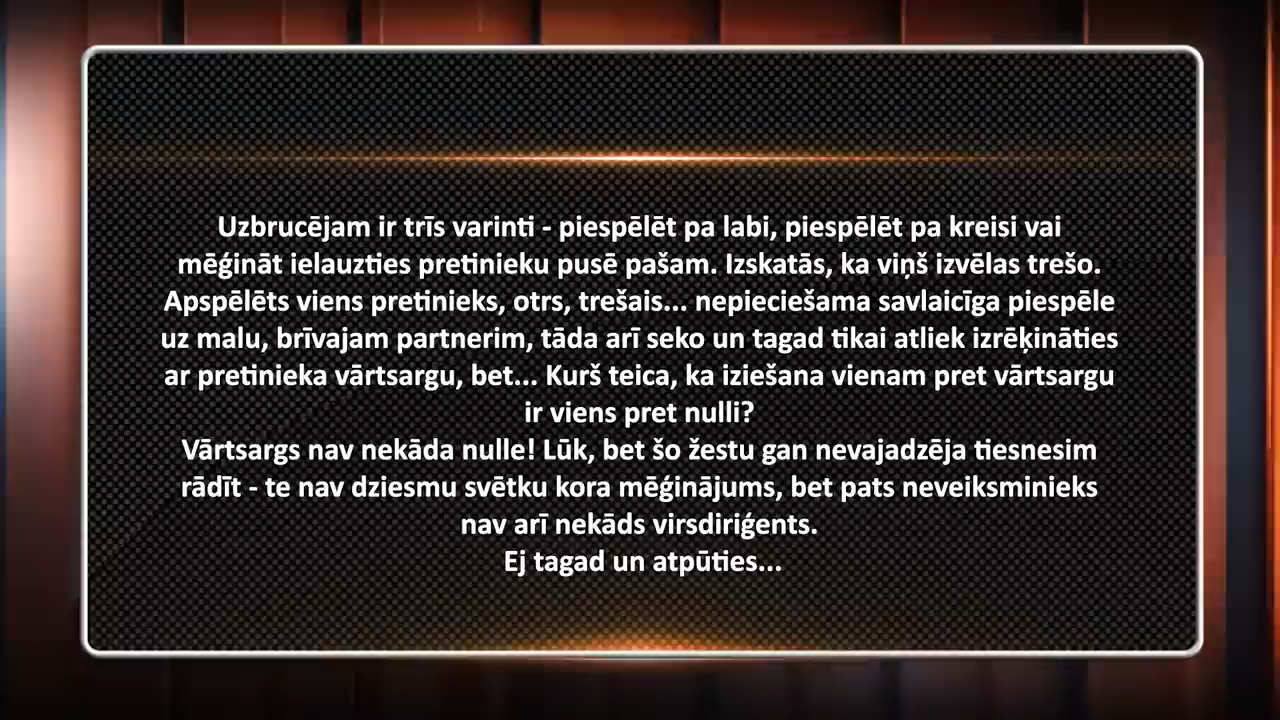 Uzbrucējam ir trīs varinti - piespēlēt pa labi, piespēlēt pa kreisi vai
mēģināt ielauzties pretinieku pusē pašam. Izskatās, ka viņš izvēlas trešo.
Apspēlēts viens pretinieks, otrs, trešais... nepieciešama savlaicīga piespēle
uz malu, brīvajam partnerim, tāda arī seko un tagad tikai atliek izrēķināties
ar pretinieka vārtsargu, bet... Kurš teica, ka iziešana vienam pret vārtsargu
ir viens pret nulli?
Vārtsargs nav nekāda nulle! Lūk, bet šo žestu gan nevajadzēja tiesnesim
rādīt - te nav dziesmu svētku kora mēģinājums, bet pats neveiksminieks
nav arī nekāds virsdiriģents.
Ej tagad un atpūties...